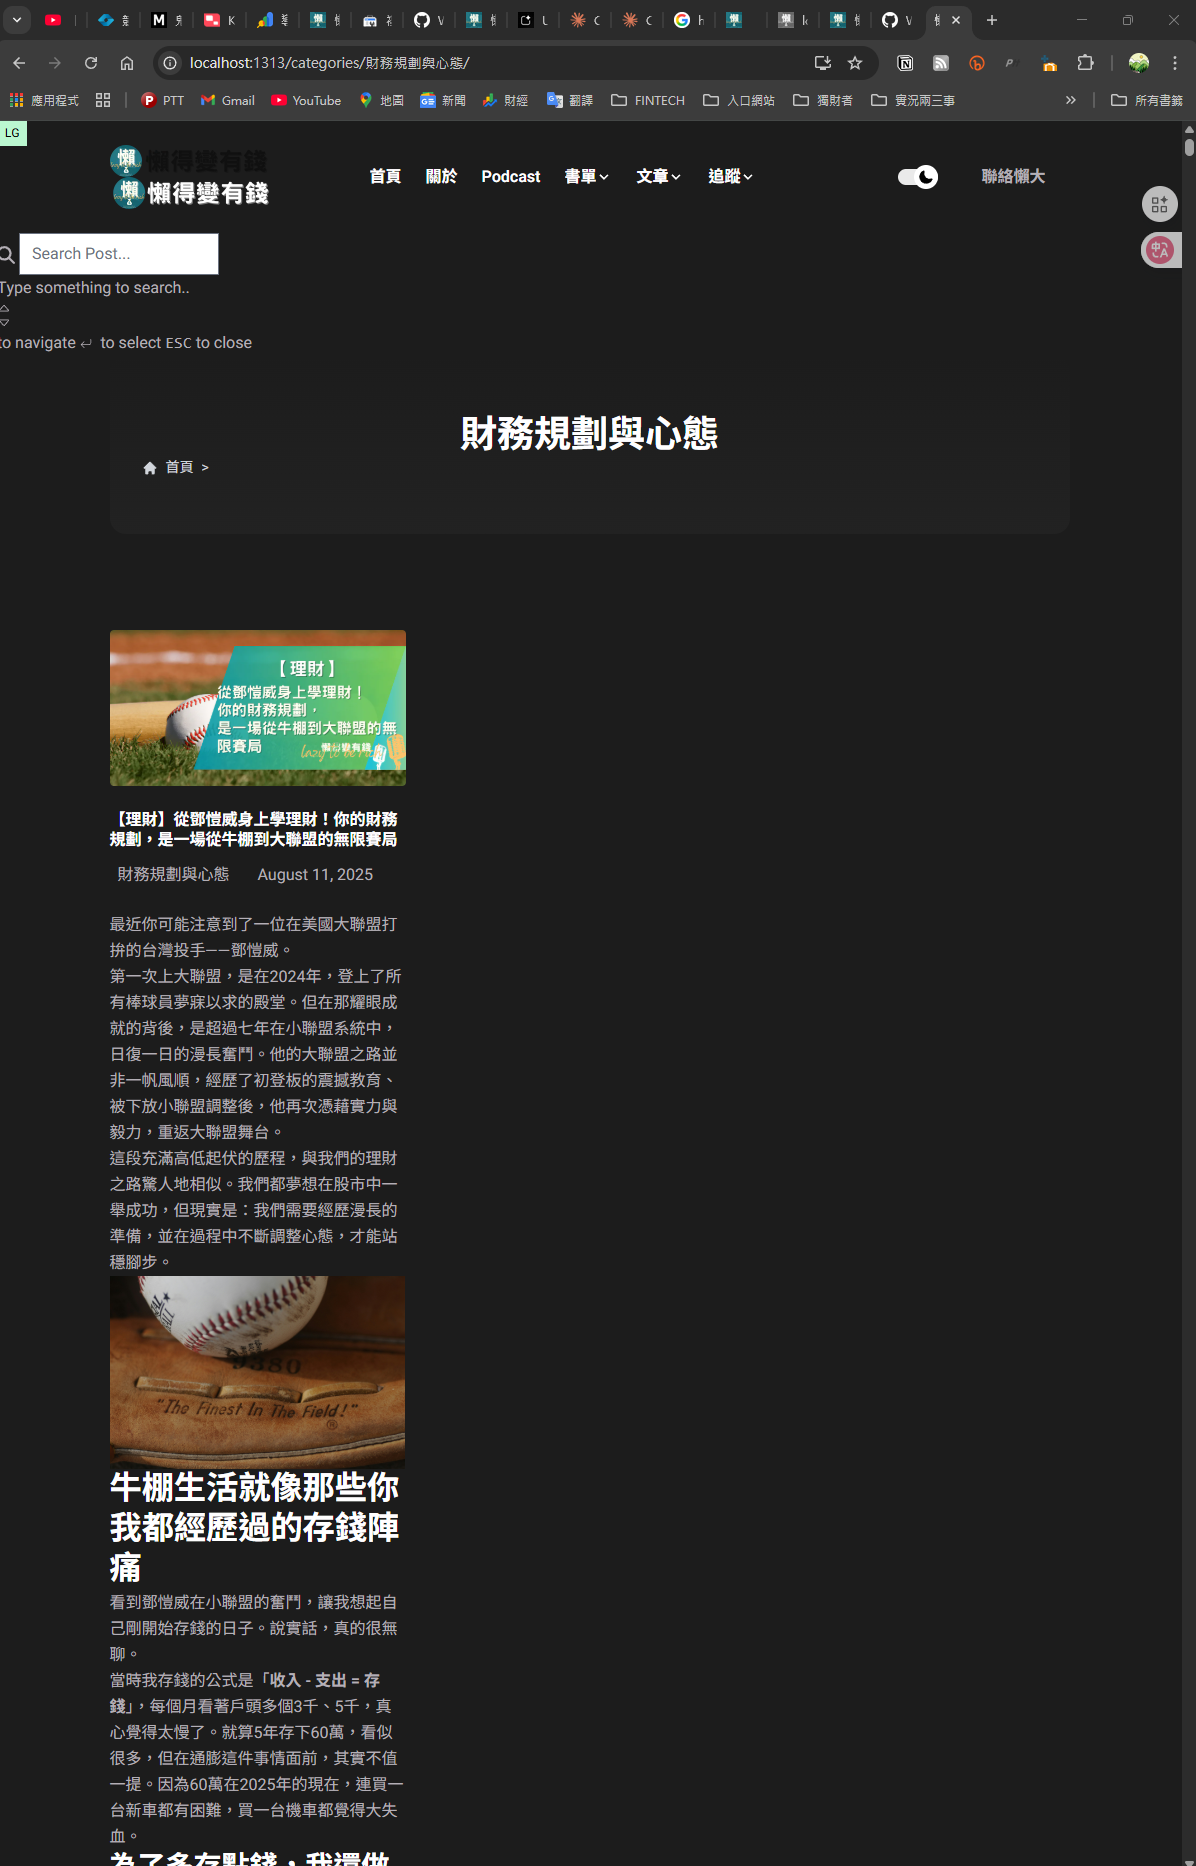 localhost:1313/categories/財務規劃與心態/
應用程式
PTT
Gmail
YouTube
地圖
新聞
財經
翻譯
FINTECH
入口網站
獨財者
實況兩三事
所有書籤
LG
懶得變有錢
懶得變有錢
首頁
關於
Podcast
書單
文章
追蹤
聯絡懶大
Search Post...
Type something to search..
to navigate to select ESC to close
財務規劃與心態
首頁 >
【理財】
從鄧愷威身上學理財！
你的財務規劃，
是一場從牛棚到大聯盟的無
限賽局
懶得變有錢
【理財】從鄧愷威身上學理財！你的財務
規劃，是一場從牛棚到大聯盟的無限賽局
財務規劃與心態 August 11, 2025
最近你可能注意到了一位在美國大聯盟打
拚的台灣投手——鄧愷威。
第一次上大聯盟，是在2024年，登上了所
有棒球員夢寐以求的殿堂。但在那耀眼成
就的背後，是超過七年在小聯盟系統中，
日復一日的漫長奮鬥。他的大聯盟之路並
非一帆風順，經歷了初登板的震撼教育、
被下放小聯盟調整後，他再次憑藉實力與
毅力，重返大聯盟舞台。
這段充滿高低起伏的歷程，與我們的理財
之路驚人地相似。我們都夢想在股市中一
舉成功，但現實是：我們需要經歷漫長的
準備，並在過程中不斷調整心態，才能站
穩腳步。
9380
"The Finest In The Field!"
®
牛棚生活就像那些你
我都經歷過的存錢陣
痛
看到鄧愷威在小聯盟的奮鬥，讓我想起自
己剛開始存錢的日子。說實話，真的很無
聊。
當時我存錢的公式是「收入 - 支出 = 存
錢」，每個月看著戶頭多個3千、5千，真
心覺得太慢了。就算5年存下60萬，看似
很多，但在通膨這件事情面前，其實不值
一提。因為60萬在2025年的現在，連買一
台新車都有困難，買一台機車都覺得大失
血。
為了多存點錢，我還做